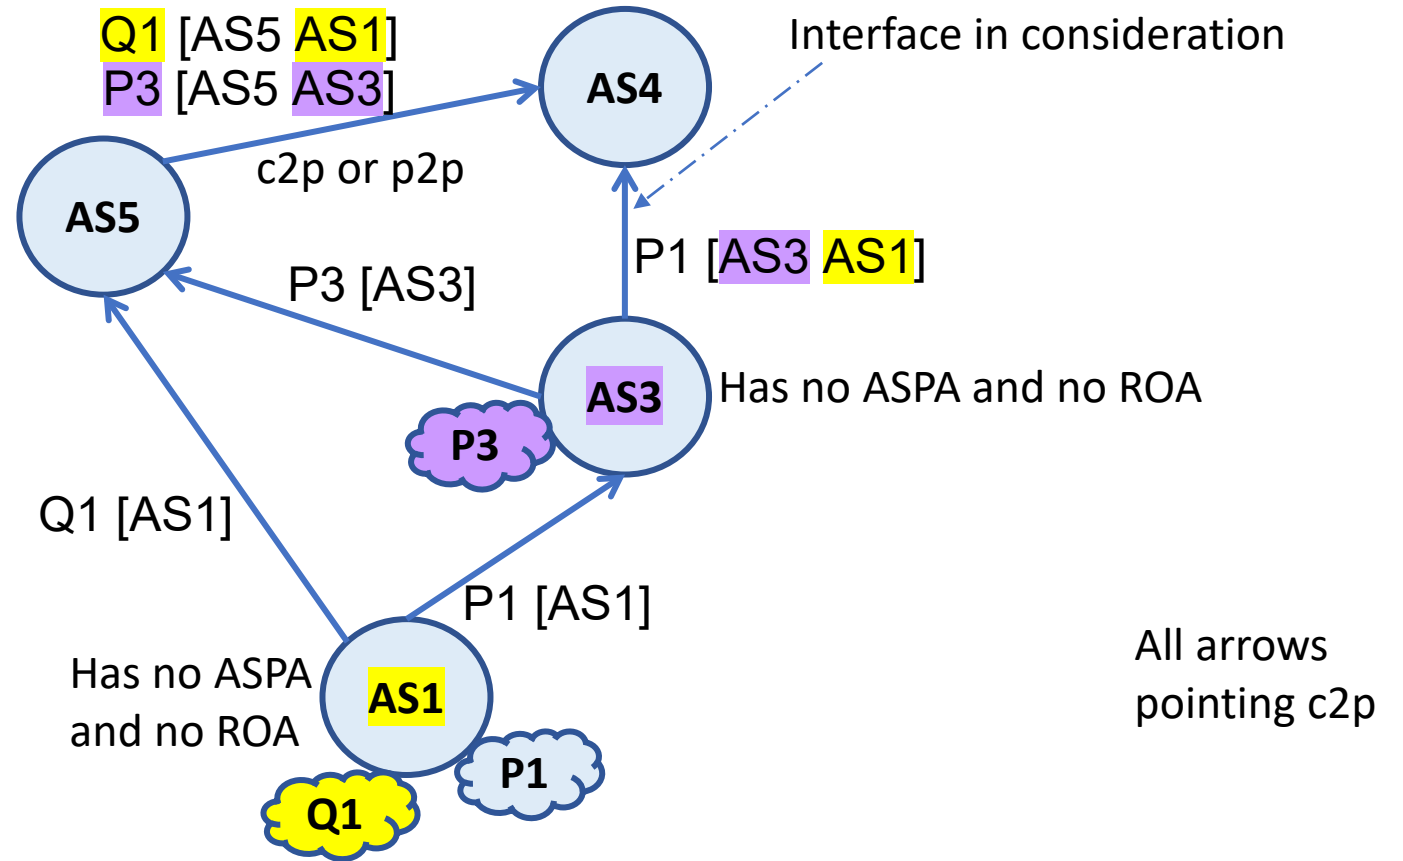 Q1 [AS5 AS1]
P3 [AS5 AS3]
Interface in consideration
AS4
c2p or p2p
AS5
P1 [AS3 AS1]
P3 [AS3]
AS3
Has no ASPA and no ROA
P3
Q1 [AS1]
P1 [AS1]
Has no ASPA
and no ROA
AS1
All arrows
pointing c2p
P1
Q1